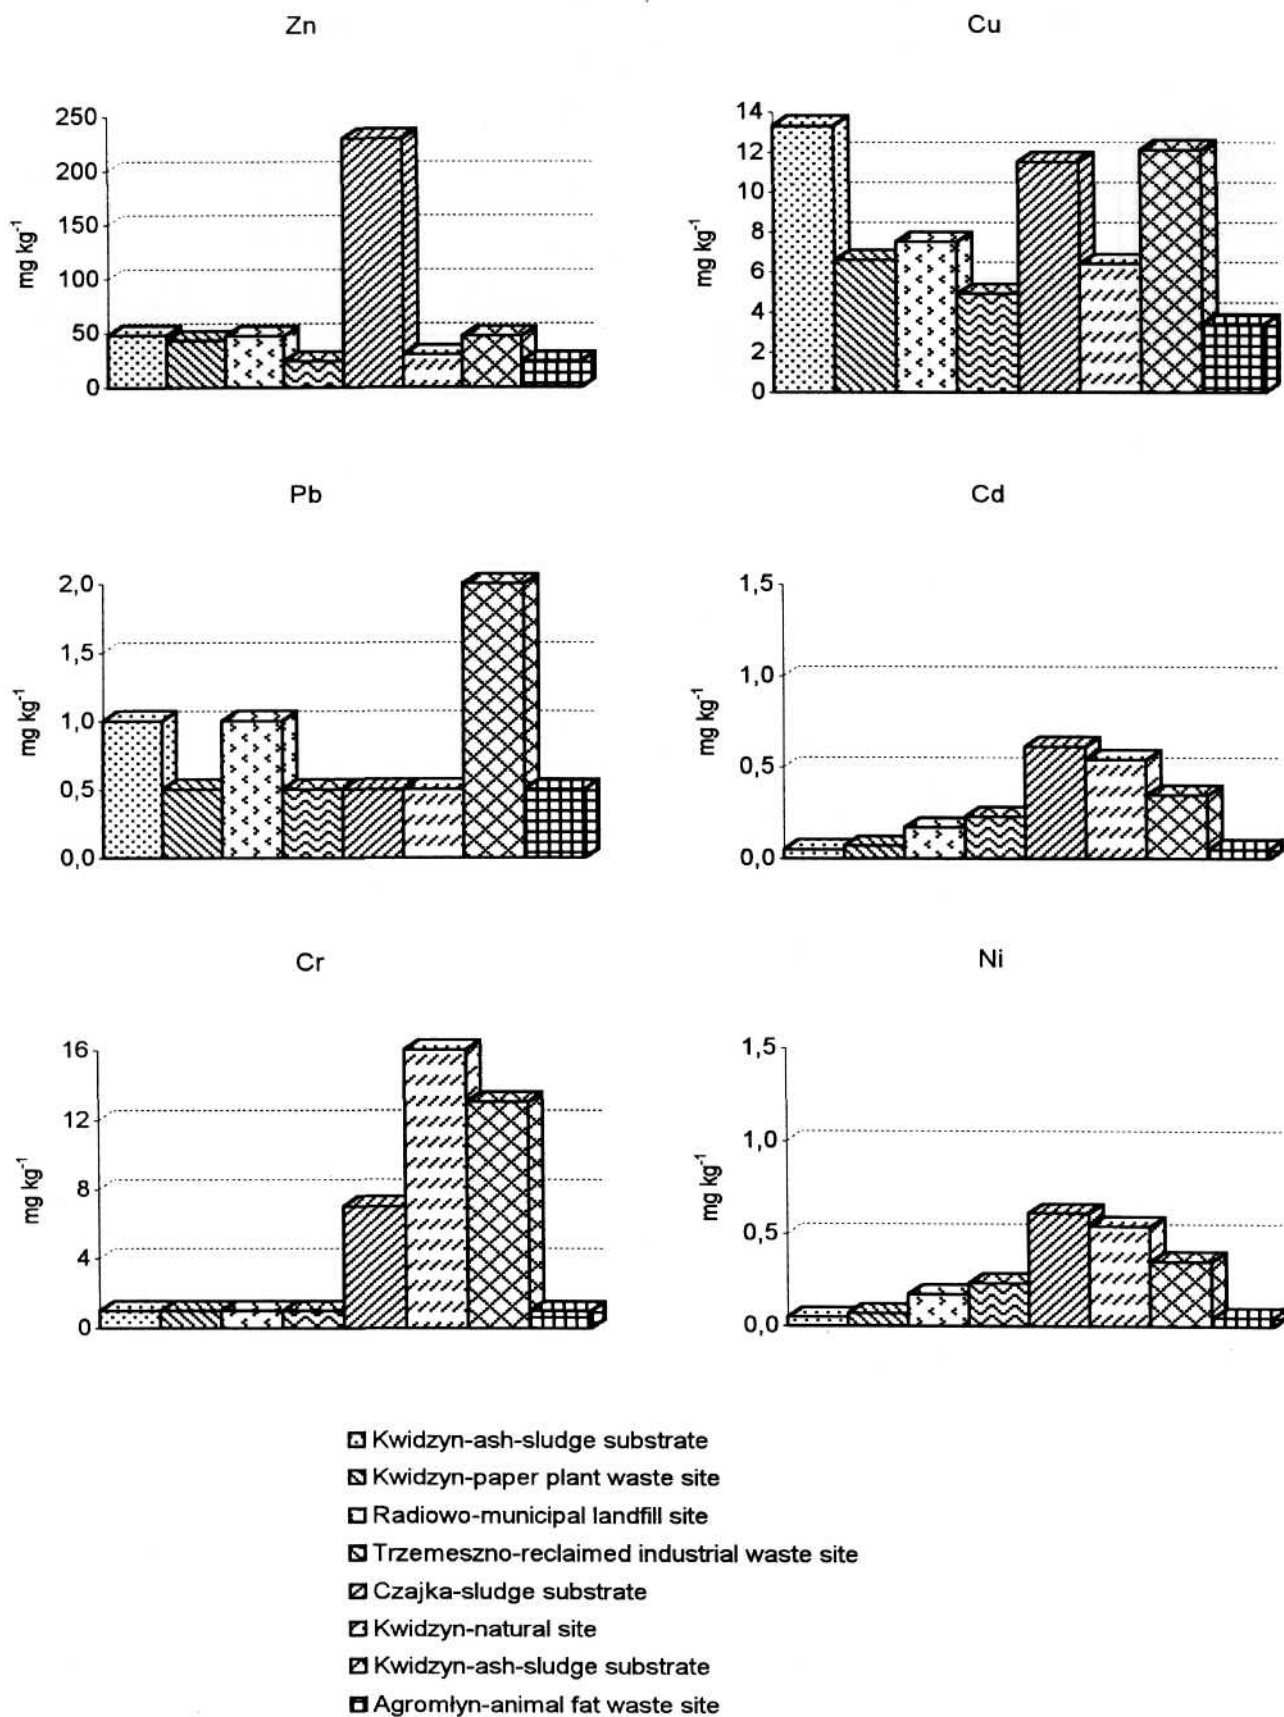 Zn
250
200
150
100
50
0
mg kg⁻¹
Cu
14
12
10
8
6
4
2
0
mg kg⁻¹
Pb
2,0
1,5
1,0
0,5
0,0
mg kg⁻¹
Cd
1,5
1,0
0,5
0,0
mg kg⁻¹
Cr
16
12
8
4
0
mg kg⁻¹
Ni
1,5
1,0
0,5
0,0
mg kg⁻¹
Kwidzyn-ash-sludge substrate
Kwidzyn-paper plant waste site
Radiowo-municipal landfill site
Trzemeszno-reclaimed industrial waste site
Czajka-sludge substrate
Kwidzyn-natural site
Kwidzyn-ash-sludge substrate
Agromłyn-animal fat waste site